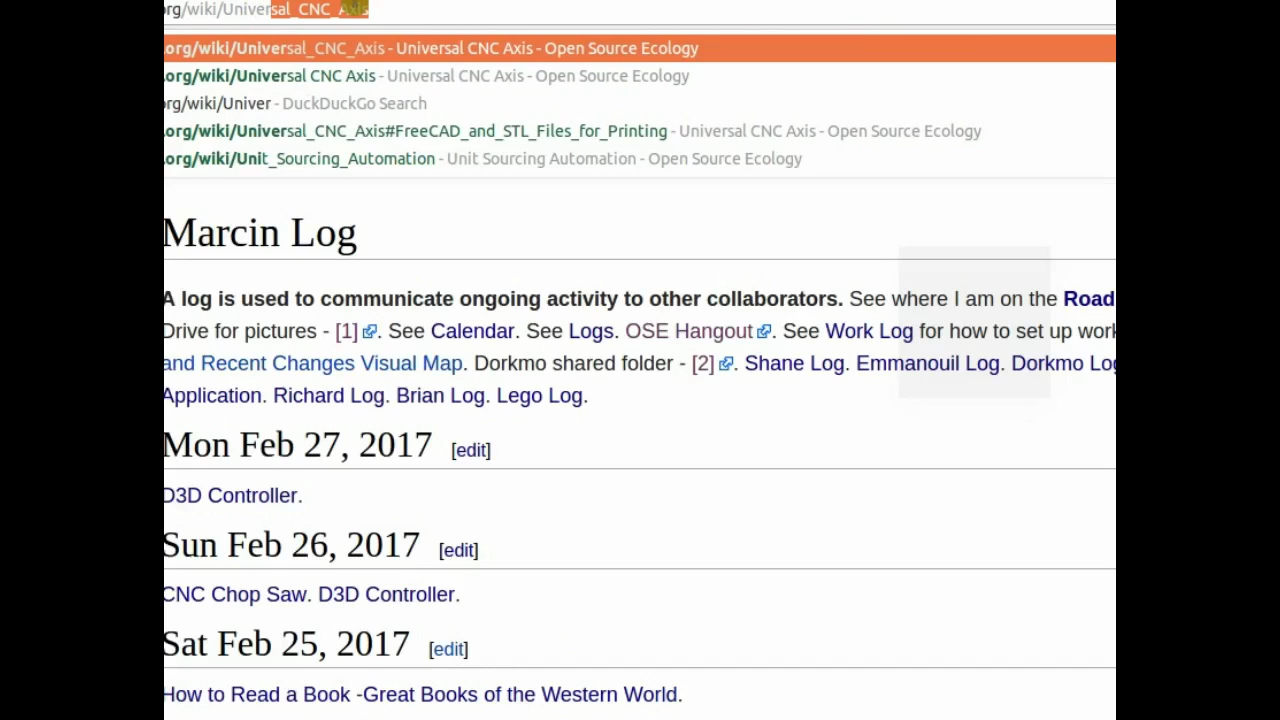 org/wiki/Universal_CNC_Axis
.org/wiki/Universal_CNC_Axis - Universal CNC Axis - Open Source Ecology
.org/wiki/Universal CNC Axis - Universal CNC Axis - Open Source Ecology
org/wiki/Univer - DuckDuckGo Search
.org/wiki/Universal_CNC_Axis#FreeCAD_and_STL_Files_for_Printing - Universal CNC Axis - Open Source Ecology
.org/wiki/Unit_Sourcing_Automation - Unit Sourcing Automation - Open Source Ecology
Marcin Log
A log is used to communicate ongoing activity to other collaborators. See where I am on the Road
Drive for pictures - [1]. See Calendar. See Logs. OSE Hangout. See Work Log for how to set up work
and Recent Changes Visual Map. Dorkmo shared folder - [2]. Shane Log. Emmanouil Log. Dorkmo Log
Application. Richard Log. Brian Log. Lego Log.
Mon Feb 27, 2017 [edit]
D3D Controller.
Sun Feb 26, 2017 [edit]
CNC Chop Saw. D3D Controller.
Sat Feb 25, 2017 [edit]
How to Read a Book -Great Books of the Western World.